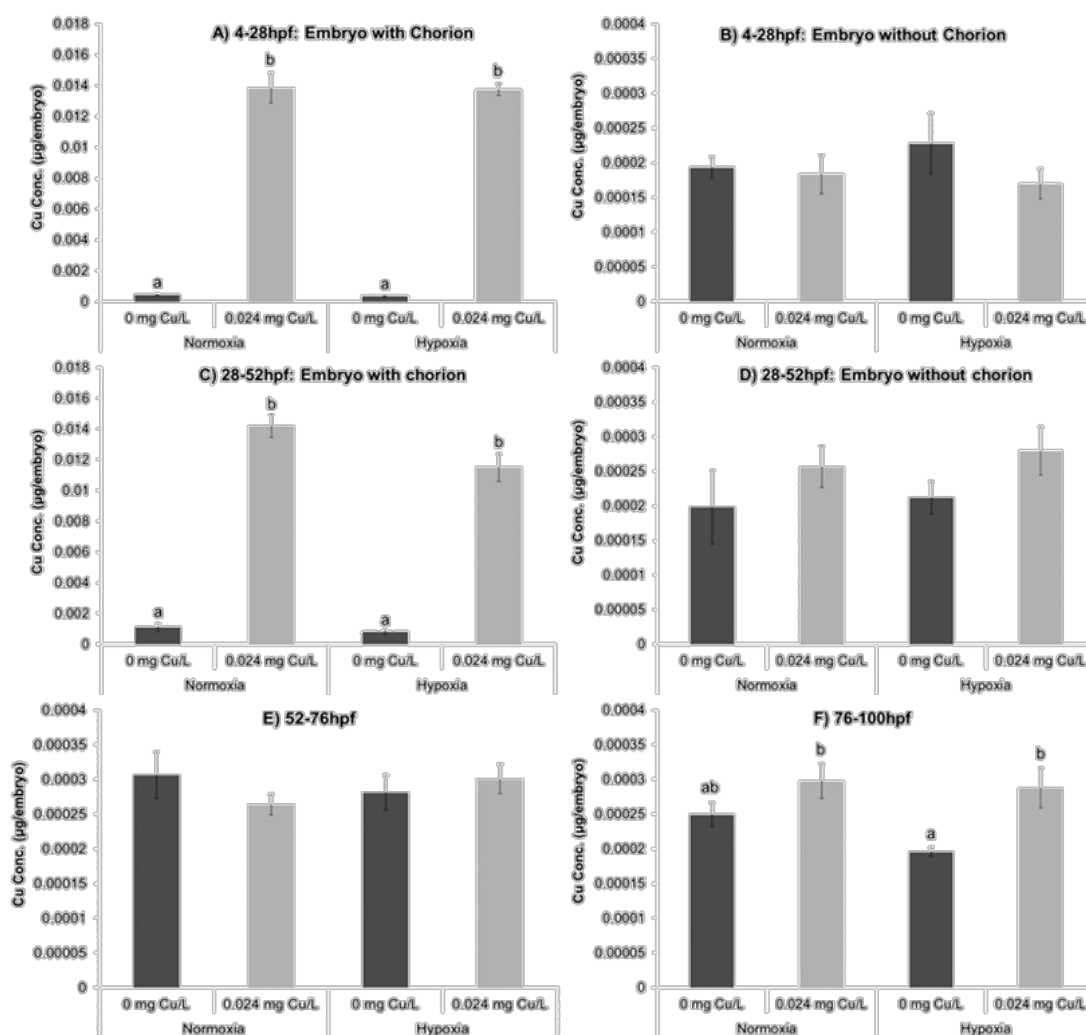 A) 4-28hpf: Embryo with Chorion
Cu Conc. (µg/embryo)
0.018
0.016
0.014
0.012
0.01
0.008
0.006
0.004
0.002
0
a
b
a
b
0 mg Cu/L 0.024 mg Cu/L 0 mg Cu/L 0.024 mg Cu/L
Normoxia Hypoxia
B) 4-28hpf: Embryo without Chorion
Cu Conc. (µg/embryo)
0.0004
0.00035
0.0003
0.00025
0.0002
0.00015
0.0001
0.00005
0
0 mg Cu/L 0.024 mg Cu/L 0 mg Cu/L 0.024 mg Cu/L
Normoxia Hypoxia
C) 28-52hpf: Embryo with chorion
Cu Conc. (µg/embryo)
0.018
0.016
0.014
0.012
0.01
0.008
0.006
0.004
0.002
0
a
b
a
b
0 mg Cu/L 0.024 mg Cu/L 0 mg Cu/L 0.024 mg Cu/L
Normoxia Hypoxia
D) 28-52hpf: Embryo without chorion
Cu Conc. (µg/embryo)
0.0004
0.00035
0.0003
0.00025
0.0002
0.00015
0.0001
0.00005
0
0 mg Cu/L 0.024 mg Cu/L 0 mg Cu/L 0.024 mg Cu/L
Normoxia Hypoxia
E) 52-76hpf
Cu Conc. (µg/embryo)
0.0004
0.00035
0.0003
0.00025
0.0002
0.00015
0.0001
0.00005
0
0 mg Cu/L 0.024 mg Cu/L 0 mg Cu/L 0.024 mg Cu/L
Normoxia Hypoxia
F) 76-100hpf
Cu Conc. (µg/embryo)
0.0004
0.00035
0.0003
0.00025
0.0002
0.00015
0.0001
0.00005
0
ab
b
a
b
0 mg Cu/L 0.024 mg Cu/L 0 mg Cu/L 0.024 mg Cu/L
Normoxia Hypoxia